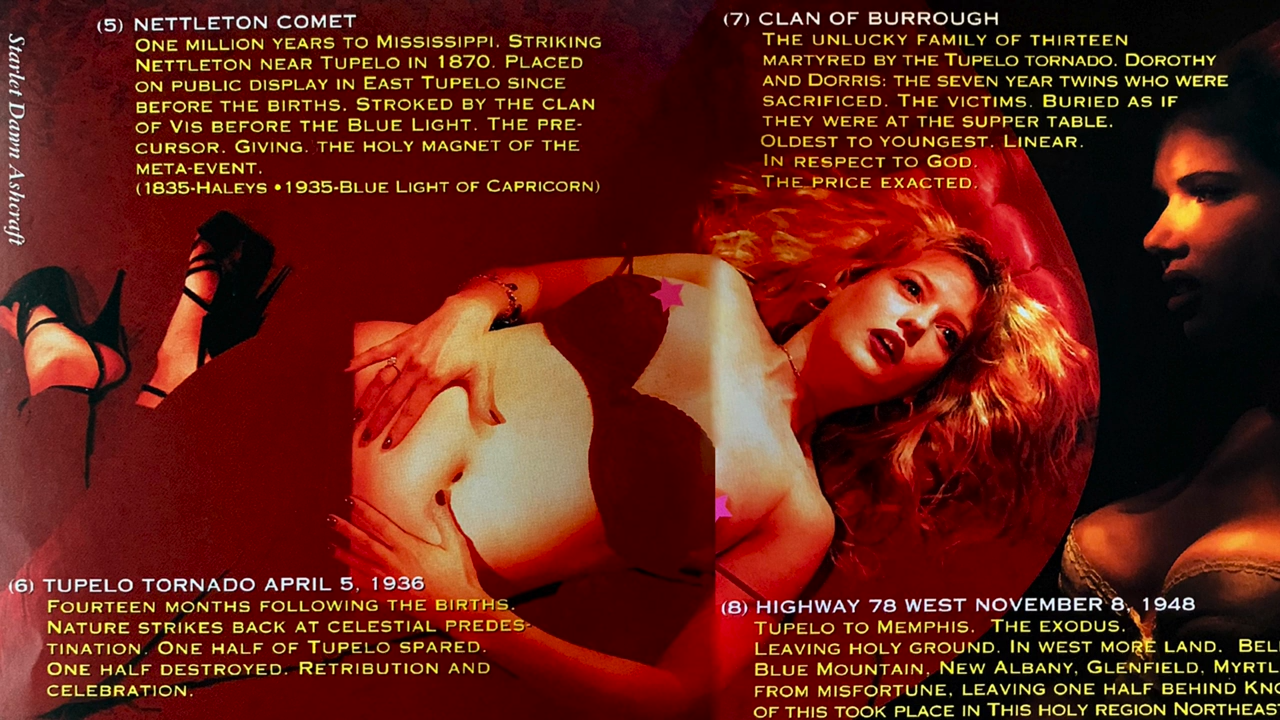 Starlet Dawn Ashcraft
(5) NETTLETON COMET
ONE MILLION YEARS TO MISSISSIPPI. STRIKING
NETTLETON NEAR TUPELO IN 1870. PLACED
ON PUBLIC DISPLAY IN EAST TUPELO SINCE
BEFORE THE BIRTHS. STROKED BY THE CLAN
OF VIS BEFORE THE BLUE LIGHT. THE PRE-
CURSOR. GIVING. THE HOLY MAGNET OF THE
META-EVENT.
(1835-HALEYS •1935-BLUE LIGHT OF CAPRICORN)
(6) TUPELO TORNADO APRIL 5, 1936
FOURTEEN MONTHS FOLLOWING THE BIRTHS.
NATURE STRIKES BACK AT CELESTIAL PREDES-
TINATION. ONE HALF OF TUPELO SPARED.
ONE HALF DESTROYED. RETRIBUTION AND
CELEBRATION.
(7) CLAN OF BURROUGH
THE UNLUCKY FAMILY OF THIRTEEN
MARTYRED BY THE TUPELO TORNADO. DOROTHY
AND DORRIS: THE SEVEN YEAR TWINS WHO WERE
SACRIFICED. THE VICTIMS. BURIED AS IF
THEY WERE AT THE SUPPER TABLE.
OLDEST TO YOUNGEST. LINEAR.
IN RESPECT TO GOD.
THE PRICE EXACTED.
(8) HIGHWAY 78 WEST NOVEMBER 8, 1948
TUPELO TO MEMPHIS. THE EXODUS.
LEAVING HOLY GROUND. IN WEST MORE LAND. BEL
BLUE MOUNTAIN, NEW ALBANY, GLENFIELD, MYRTL
FROM MISFORTUNE, LEAVING ONE HALF BEHIND KNO
OF THIS TOOK PLACE IN THIS HOLY REGION NORTHEAST